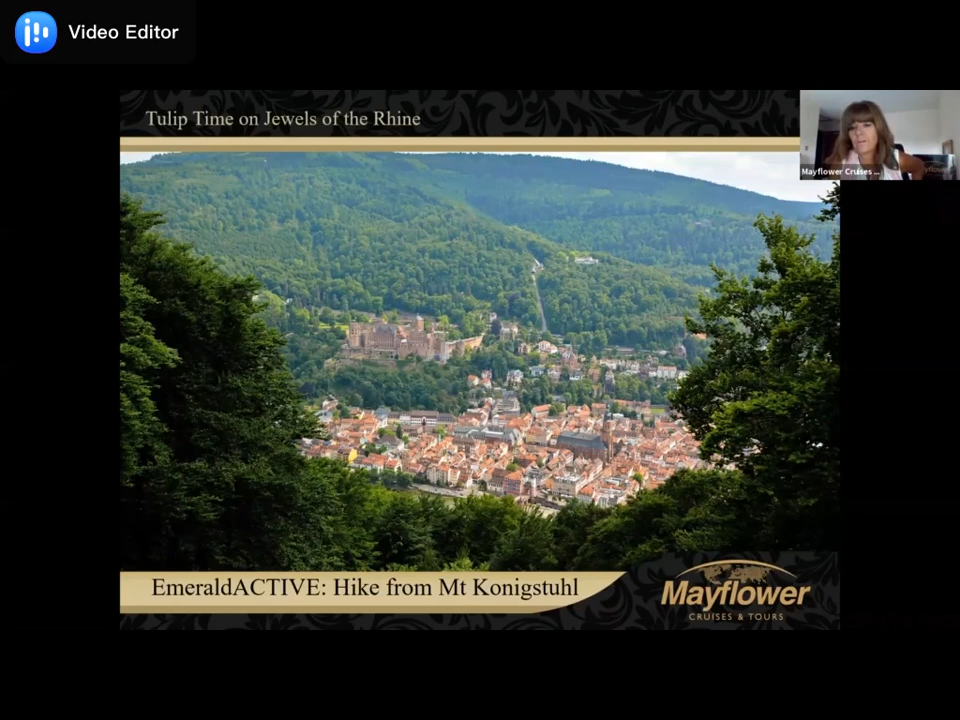 Video Editor
Tulip Time on Jewels of the Rhine
Mayflower Cruises ...
EmeraldACTIVE: Hike from Mt Konigstuhl
Mayflower
CRUISES & TOURS